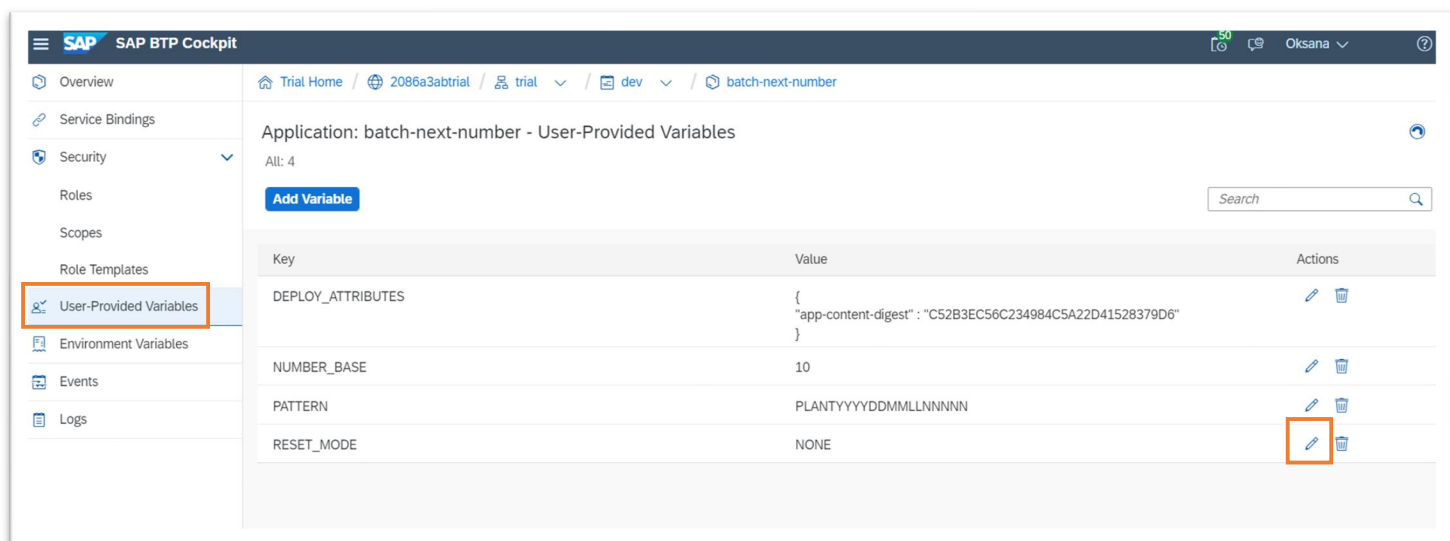 SAP SAP BTP Cockpit 50 Oksana
Overview
Service Bindings
Security
Roles
Scopes
Role Templates
User-Provided Variables
Environment Variables
Events
Logs
Trial Home / 2086a3abtrial / trial / dev / batch-next-number
Application: batch-next-number - User-Provided Variables
All: 4
Add Variable Search
Key Value Actions
DEPLOY_ATTRIBUTES {
"app-content-digest" : "C52B3EC56C234984C5A22D41528379D6"
}
NUMBER_BASE 10
PATTERN PLANTYYYYDDMMLLNNNNN
RESET_MODE NONE